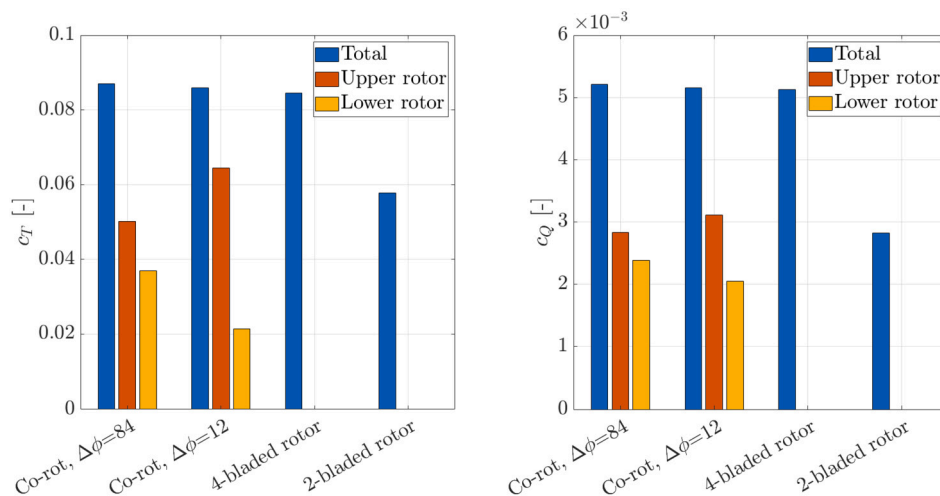 0.1
0.08
0.06
0.04
0.02
0
c_T [-]
Total
Upper rotor
Lower rotor
Co-rot, Δϕ=84
Co-rot, Δϕ=12
4-bladed rotor
2-bladed rotor
×10⁻³
6
5
4
3
2
1
0
c_Q [-]
Total
Upper rotor
Lower rotor
Co-rot, Δϕ=84
Co-rot, Δϕ=12
4-bladed rotor
2-bladed rotor